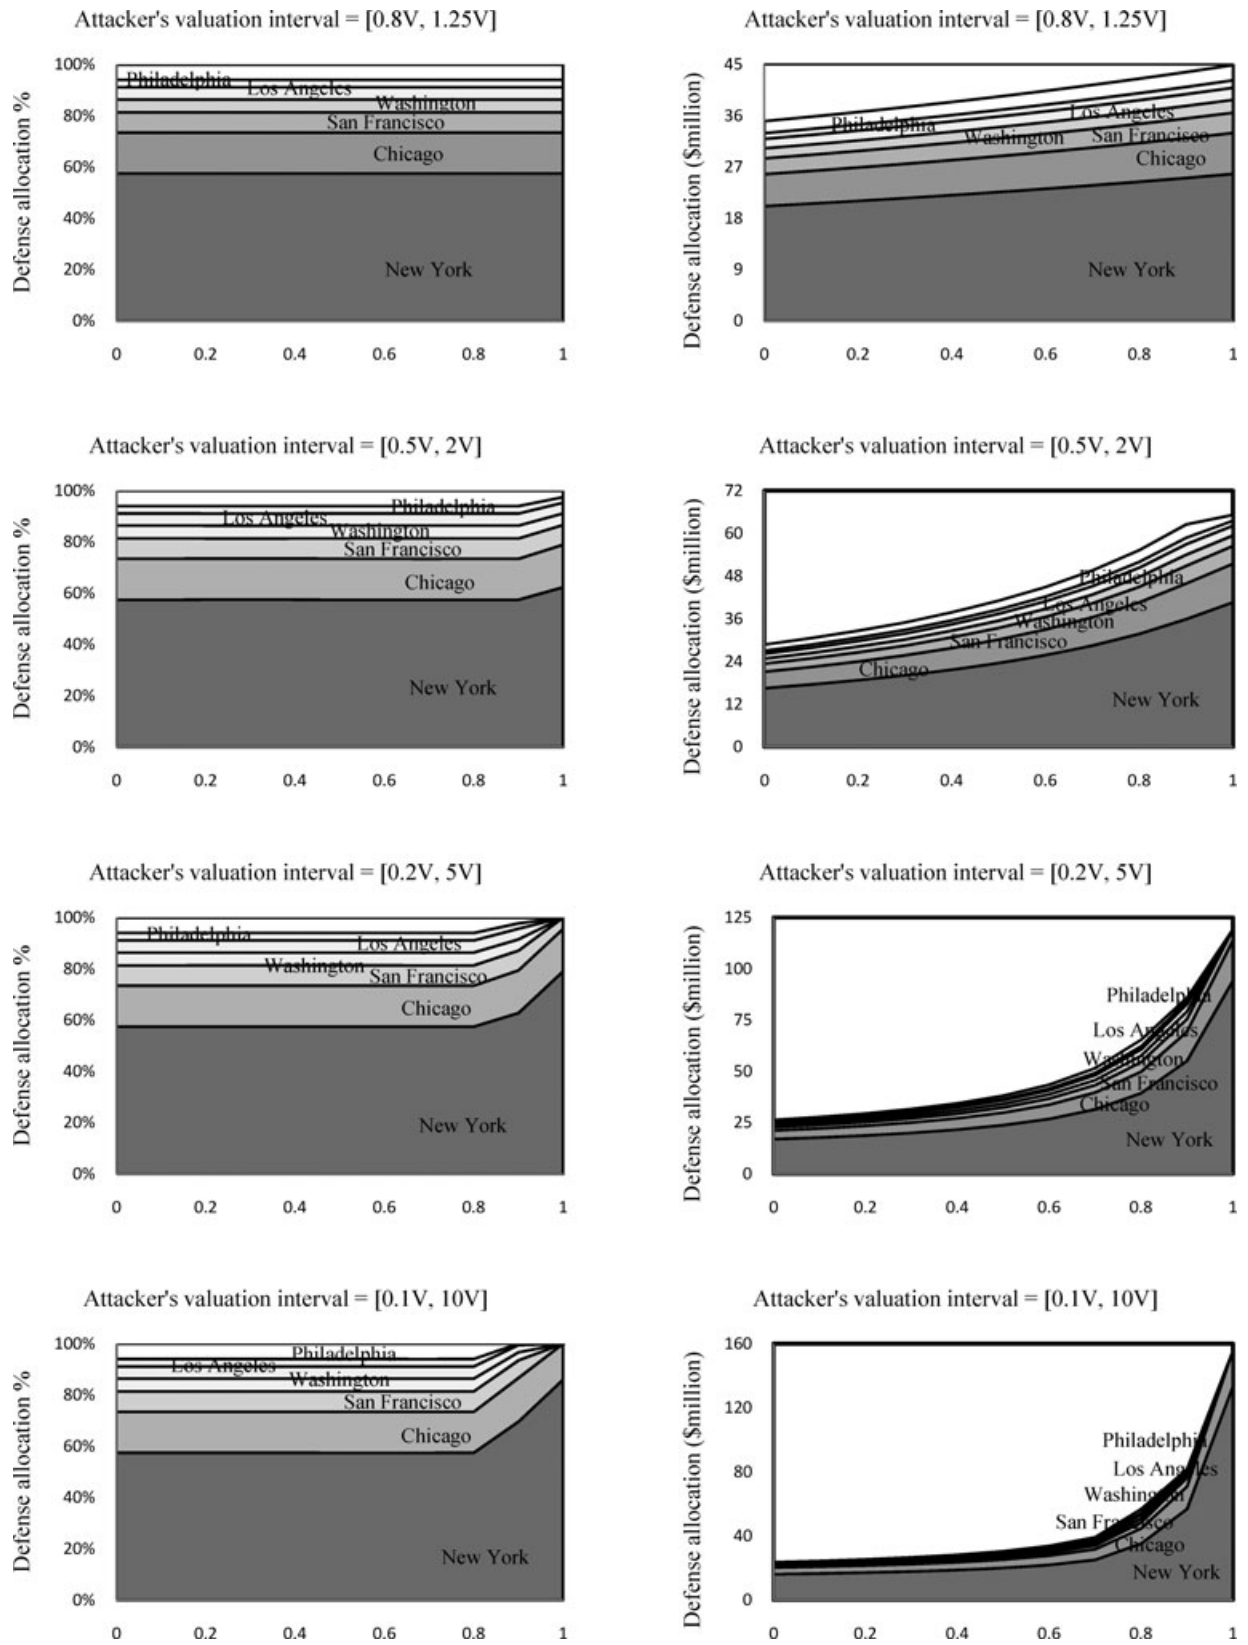 Attacker's valuation interval = [0.8V, 1.25V]
Defense allocation %
100%
80%
60%
40%
20%
0%
Philadelphia
Los Angeles
Washington
San Francisco
Chicago
New York
0 0.2 0.4 0.6 0.8 1
Attacker's valuation interval = [0.8V, 1.25V]
Defense allocation ($million)
45
36
27
18
9
0
Los Angeles
Philadelphia
Washington
San Francisco
Chicago
New York
0 0.2 0.4 0.6 0.8 1
Attacker's valuation interval = [0.5V, 2V]
Defense allocation %
100%
80%
60%
40%
20%
0%
Philadelphia
Los Angeles
Washington
San Francisco
Chicago
New York
0 0.2 0.4 0.6 0.8 1
Attacker's valuation interval = [0.5V, 2V]
Defense allocation ($million)
72
60
48
36
24
12
0
Philadelphia
Los Angeles
Washington
San Francisco
Chicago
New York
0 0.2 0.4 0.6 0.8 1
Attacker's valuation interval = [0.2V, 5V]
Defense allocation %
100%
80%
60%
40%
20%
0%
Philadelphia
Los Angeles
Washington
San Francisco
Chicago
New York
0 0.2 0.4 0.6 0.8 1
Attacker's valuation interval = [0.2V, 5V]
Defense allocation ($million)
125
100
75
50
25
0
Philadelphia
Los Angeles
Washington
San Francisco
Chicago
New York
0 0.2 0.4 0.6 0.8 1
Attacker's valuation interval = [0.1V, 10V]
Defense allocation %
100%
80%
60%
40%
20%
0%
Philadelphia
Los Angeles
Washington
San Francisco
Chicago
New York
0 0.2 0.4 0.6 0.8 1
Attacker's valuation interval = [0.1V, 10V]
Defense allocation ($million)
160
120
80
40
0
Philadelphia
Los Angeles
Washington
San Francisco
Chicago
New York
0 0.2 0.4 0.6 0.8 1